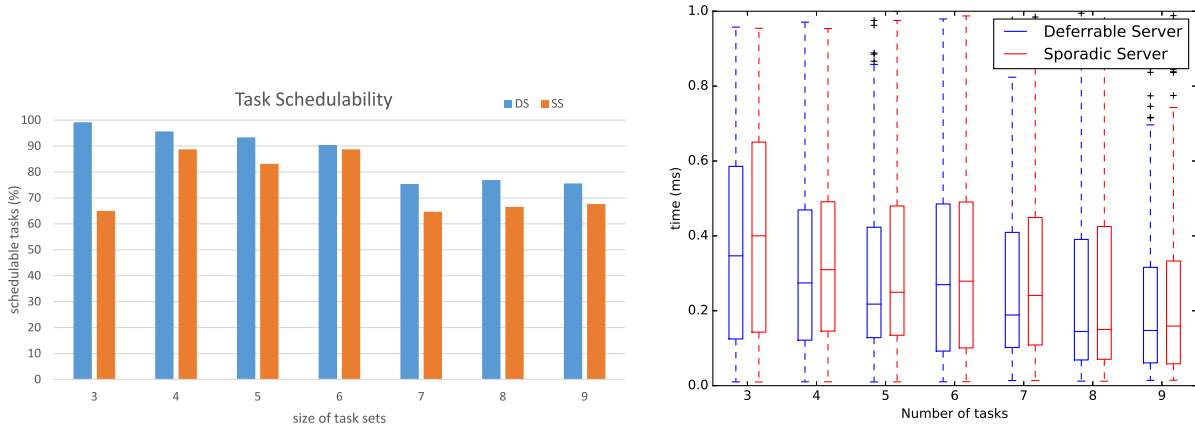 Task Schedulability
DS SS
schedulable tasks (%)
100
90
80
70
60
50
40
30
20
10
0
3 4 5 6 7 8 9
size of task sets
Deferrable Server
Sporadic Server
time (ms)
1.0
0.8
0.6
0.4
0.2
0.0
3 4 5 6 7 8 9
Number of tasks